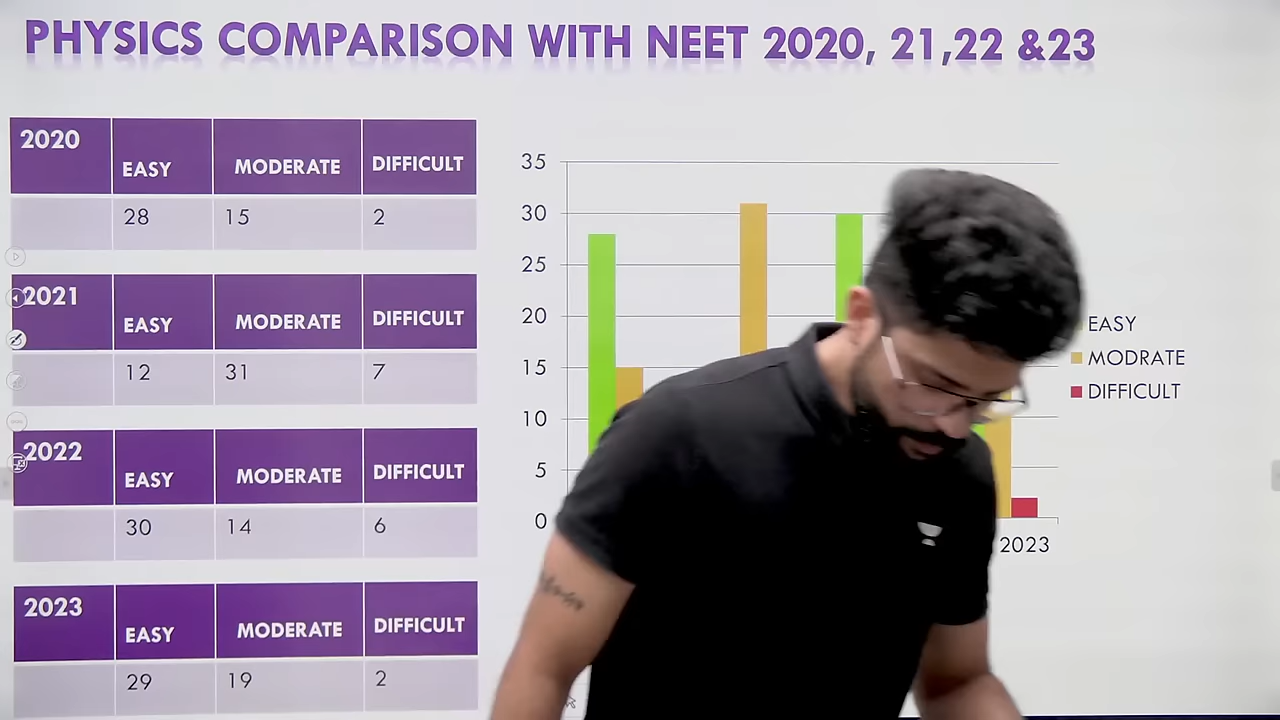 PHYSICS COMPARISON WITH NEET 2020, 21,22 &23
2020 EASY MODERATE DIFFICULT
28 15 2
2021 EASY MODERATE DIFFICULT
12 31 7
2022 EASY MODERATE DIFFICULT
30 14 6
2023 EASY MODERATE DIFFICULT
29 19 2
35
30
25
20
15
10
5
0
2023
EASY
MODRATE
DIFFICULT